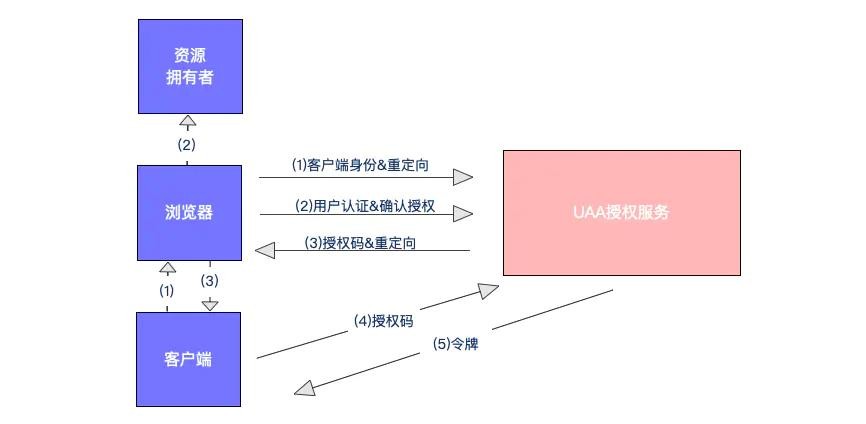 资源
拥有者
(2)
(1)客户端身份&重定向
浏览器
(2)用户认证&确认授权
UAA授权服务
(3)授权码&重定向
(1)
(3)
(4)授权码
(5)令牌
客户端